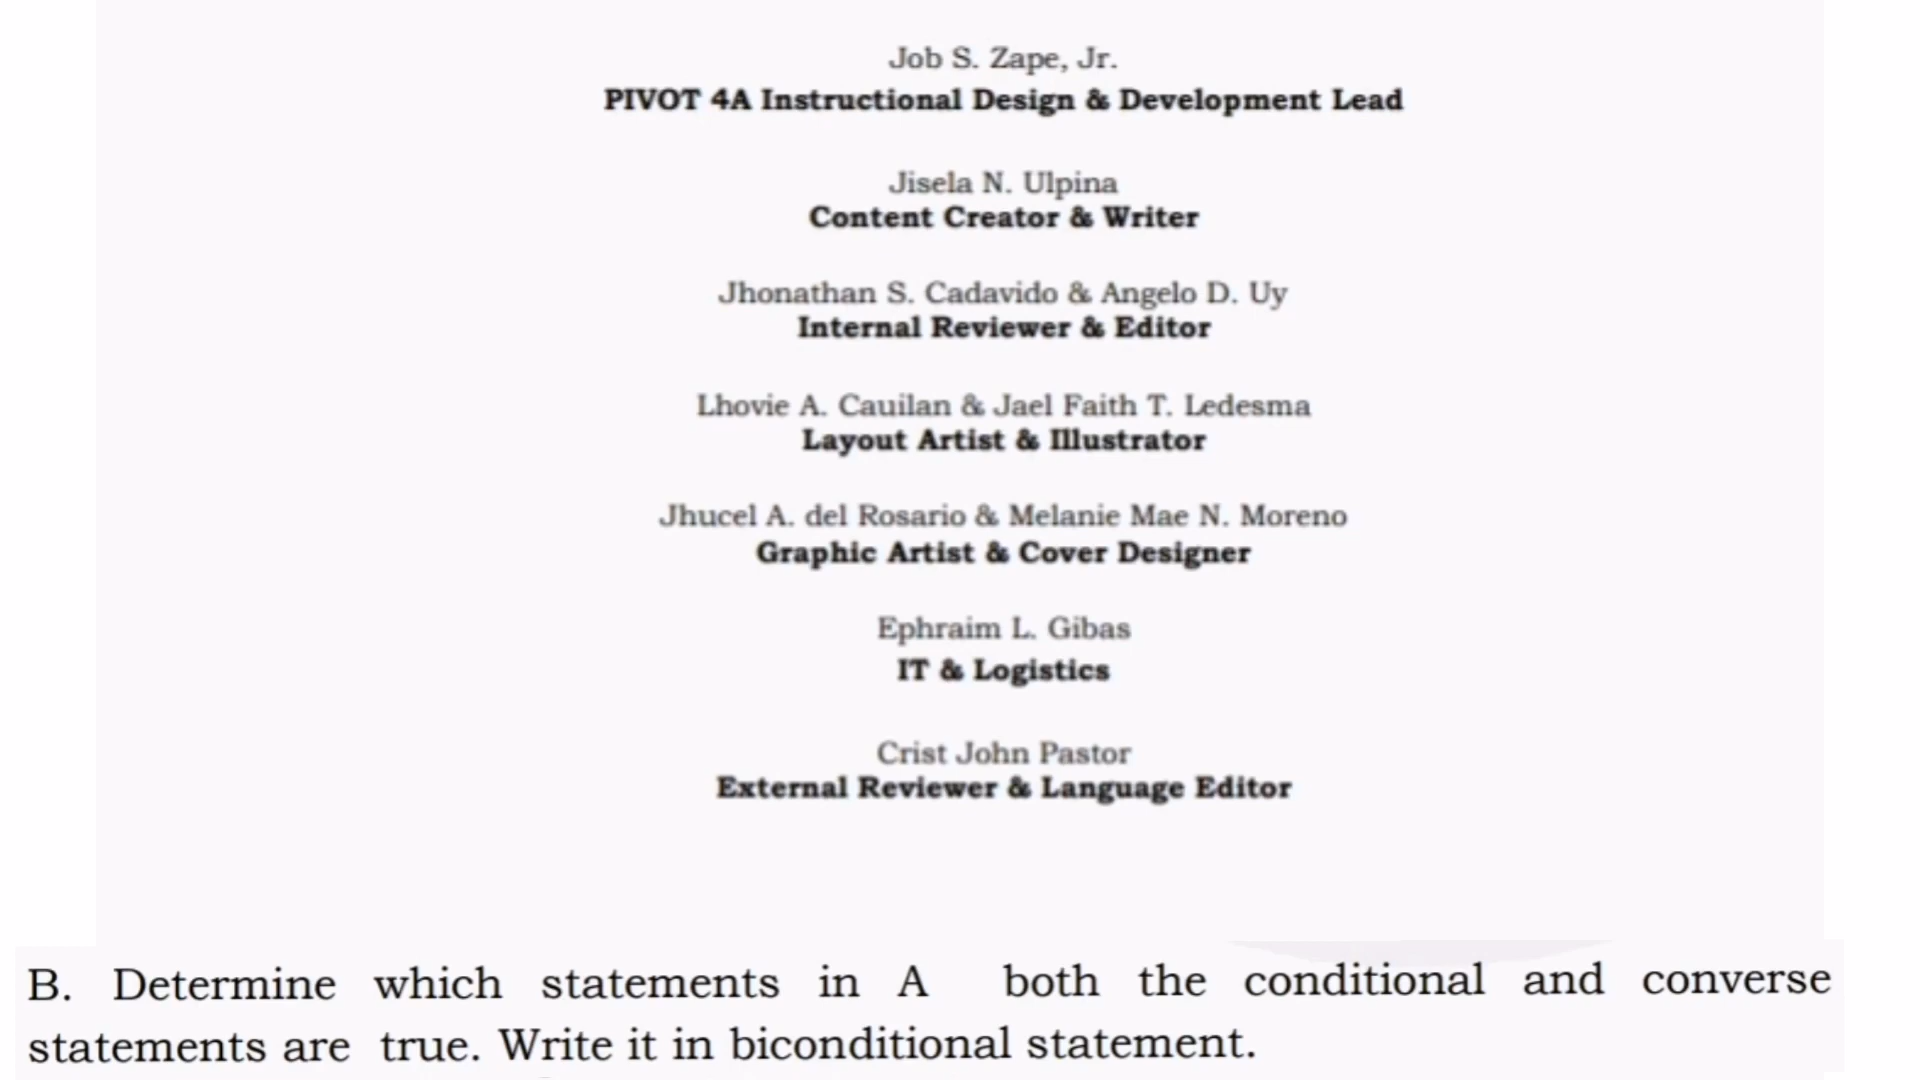 Job S. Zape, Jr.
PIVOT 4A Instructional Design & Development Lead
Jisela N. Ulpina
Content Creator & Writer
Jhonathan S. Cadavido & Angelo D. Uy
Internal Reviewer & Editor
Lhovie A. Cauilan & Jael Faith T. Ledesma
Layout Artist & Illustrator
Jhucel A. del Rosario & Melanie Mae N. Moreno
Graphic Artist & Cover Designer
Ephraim L. Gibas
IT & Logistics
Crist John Pastor
External Reviewer & Language Editor
B. Determine which statements in A both the conditional and converse
statements are true. Write it in biconditional statement.